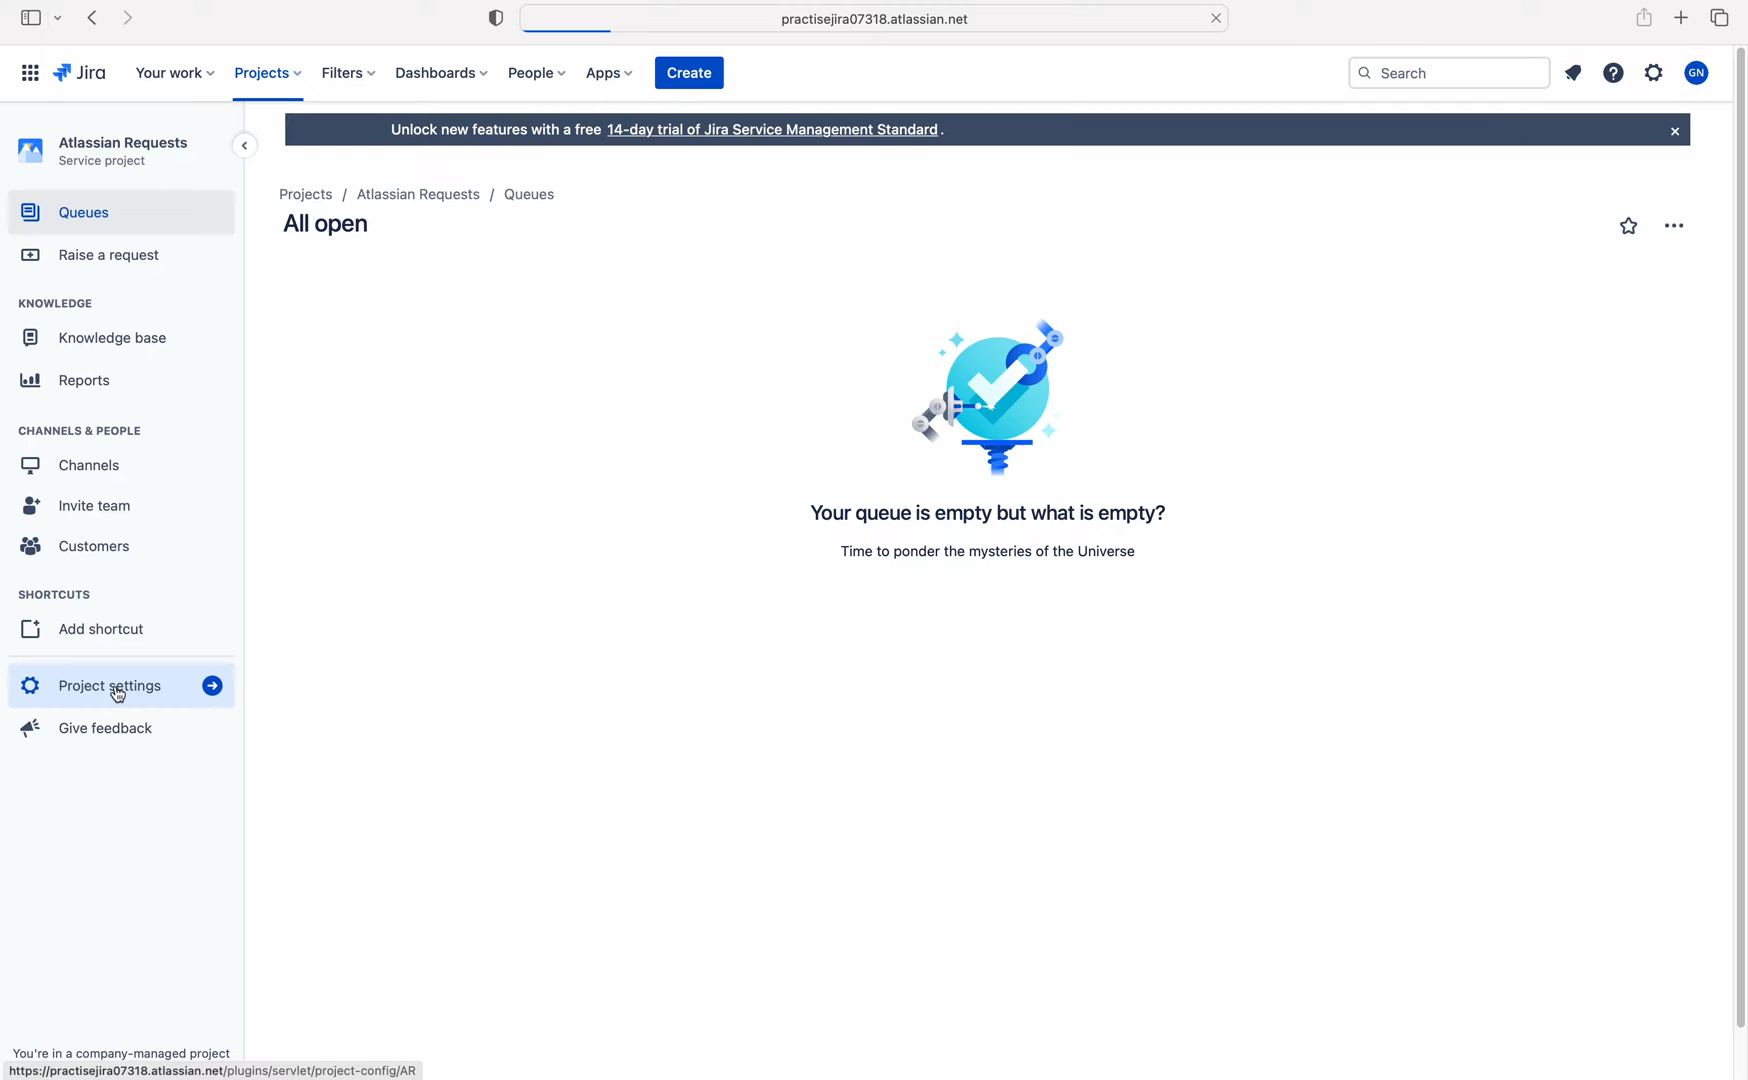 practisejira07318.atlassian.net
Jira
Your work
Projects
Filters
Dashboards
People
Apps
Create
Search
GN
Atlassian Requests
Service project
Unlock new features with a free 14-day trial of Jira Service Management Standard.
Projects / Atlassian Requests / Queues
All open
Queues
Raise a request
KNOWLEDGE
Knowledge base
Reports
CHANNELS & PEOPLE
Channels
Invite team
Customers
SHORTCUTS
Add shortcut
Project settings
Give feedback
Your queue is empty but what is empty?
Time to ponder the mysteries of the Universe
You're in a company-managed project
https://practisejira07318.atlassian.net/plugins/servlet/project-config/AR